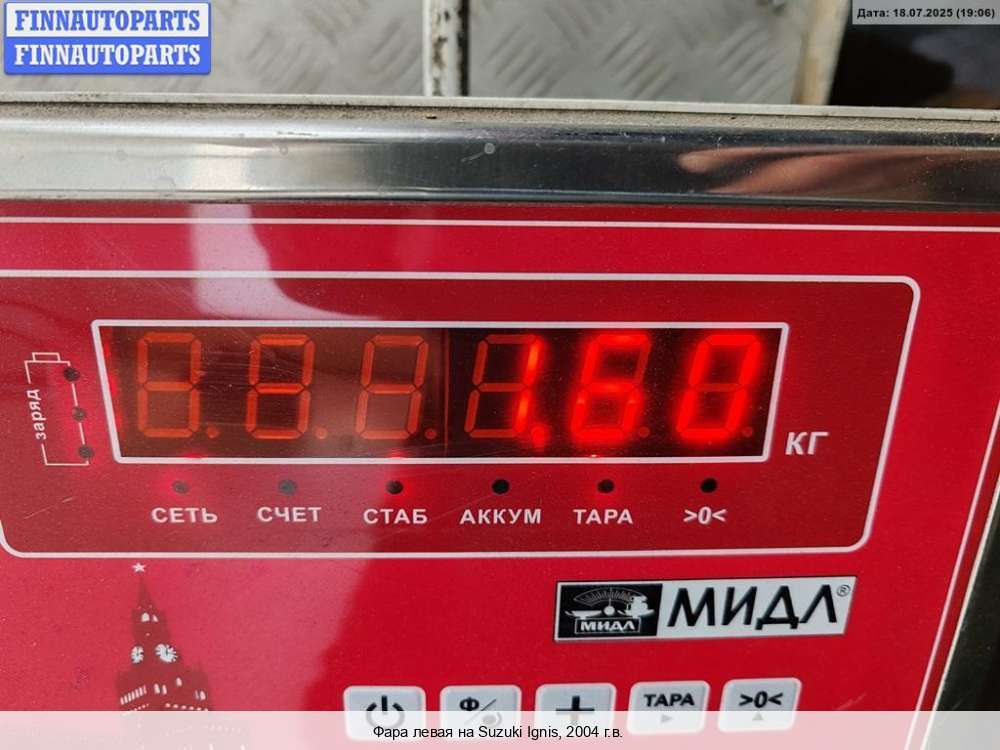 FINNAUTOPARTS
FINNAUTOPARTS
Дата: 18.07.2025 (19:06)
заряд
1.60
КГ
СЕТЬ СЧЕТ СТАБ АККУМ ТАРА >0<
МИДЛ МИДЛ®
Ф/ + ТАРА >0<
Фара левая на Suzuki Ignis, 2004 г.в.